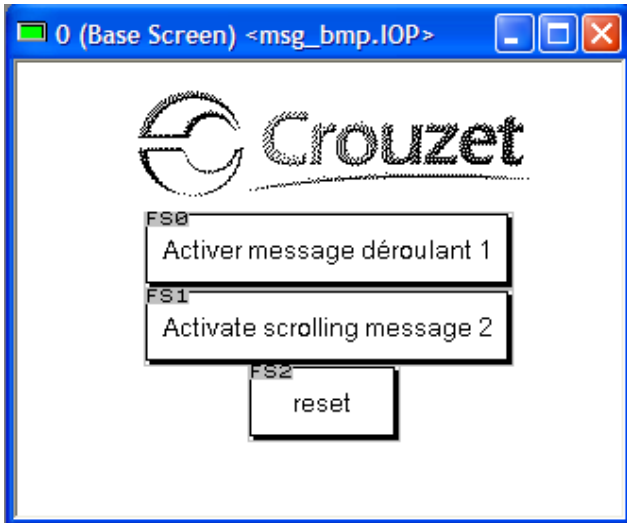 0 (Base Screen) <msg_bmp.IOP>
Crouzet
FS0
Activer message déroulant 1
FS1
Activate scrolling message 2
FS2
reset